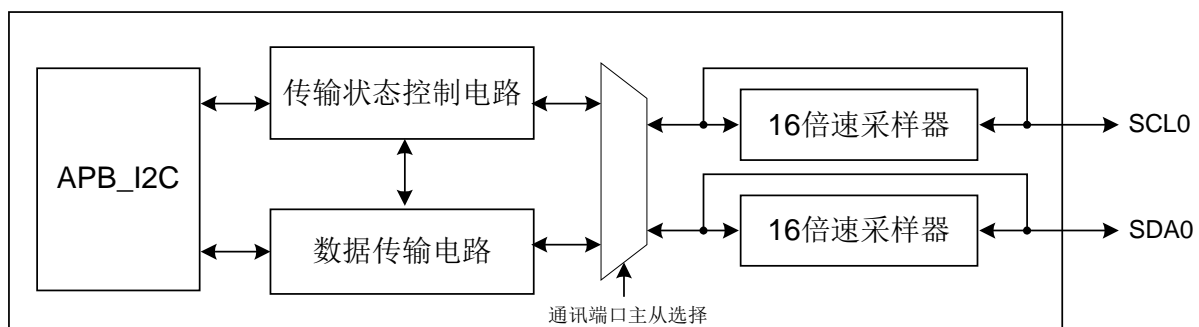 传输状态控制电路
16倍速采样器
SCL0
APB_I2C
数据传输电路
16倍速采样器
SDA0
通讯端口主从选择